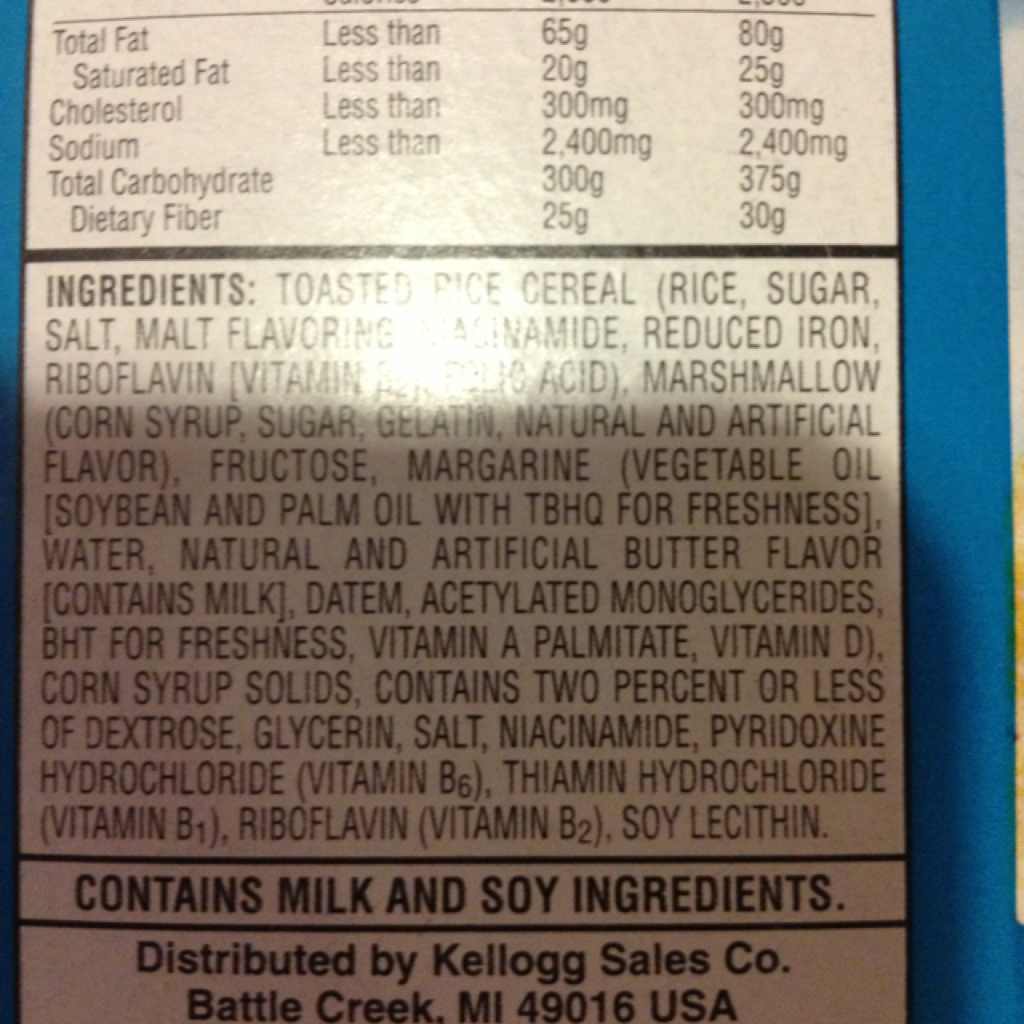 Total Fat Less than 65g 80g
Saturated Fat Less than 20g 25g
Cholesterol Less than 300mg 300mg
Sodium Less than 2,400mg 2,400mg
Total Carbohydrate 300g 375g
Dietary Fiber 25g 30g
INGREDIENTS: TOASTED RICE CEREAL (RICE, SUGAR,
SALT, MALT FLAVORING NIACINAMIDE, REDUCED IRON,
RIBOFLAVIN [VITAMIN FOLIC ACID), MARSHMALLOW
(CORN SYRUP, SUGAR, GELATIN, NATURAL AND ARTIFICIAL
FLAVOR), FRUCTOSE, MARGARINE (VEGETABLE OIL
[SOYBEAN AND PALM OIL WITH TBHQ FOR FRESHNESS],
WATER, NATURAL AND ARTIFICIAL BUTTER FLAVOR
[CONTAINS MILK], DATEM, ACETYLATED MONOGLYCERIDES,
BHT FOR FRESHNESS, VITAMIN A PALMITATE, VITAMIN D),
CORN SYRUP SOLIDS, CONTAINS TWO PERCENT OR LESS
OF DEXTROSE, GLYCERIN, SALT, NIACINAMIDE, PYRIDOXINE
HYDROCHLORIDE (VITAMIN B6), THIAMIN HYDROCHLORIDE
(VITAMIN B1), RIBOFLAVIN (VITAMIN B2), SOY LECITHIN.
CONTAINS MILK AND SOY INGREDIENTS.
Distributed by Kellogg Sales Co.
Battle Creek, MI 49016 USA